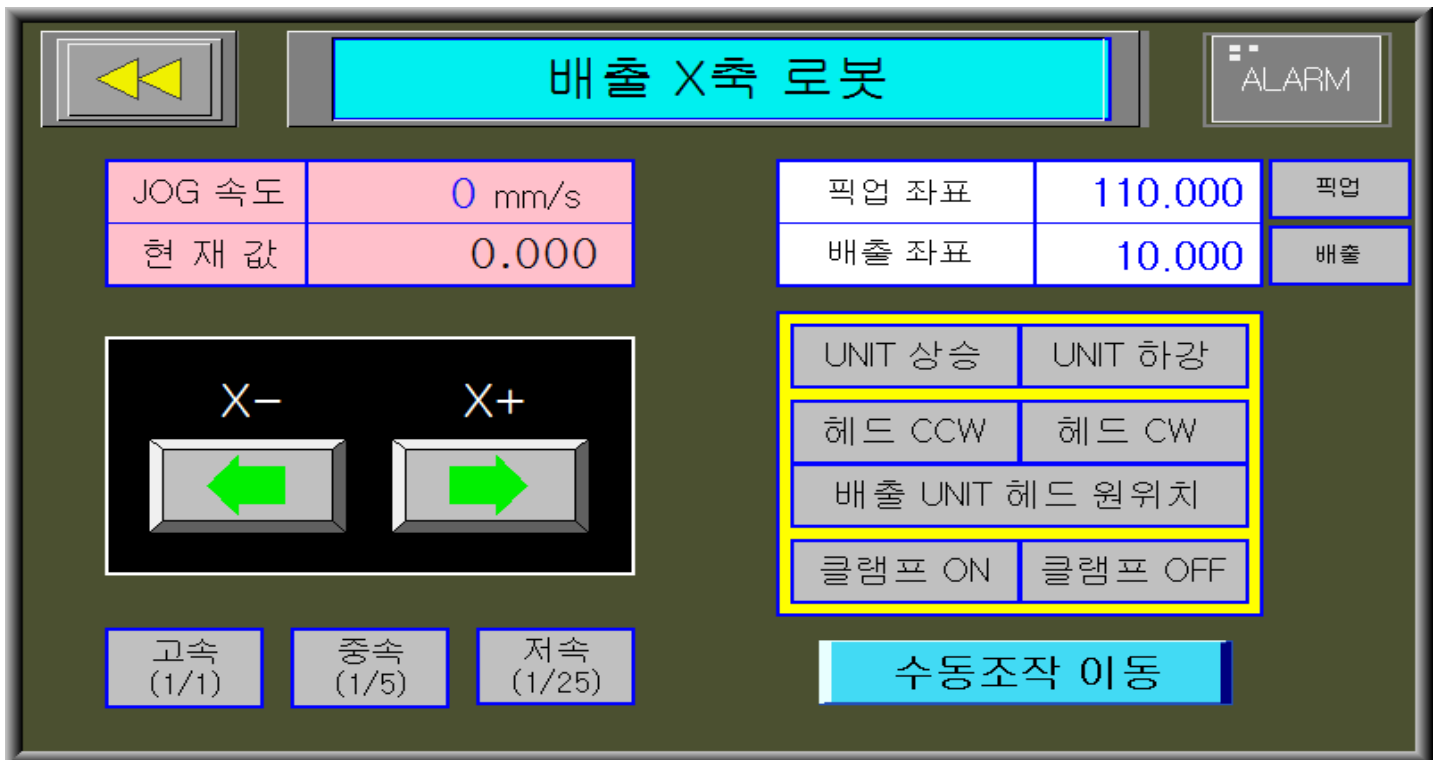 배출 X축 로봇
ALARM
JOG 속도 0 mm/s
현 재 값 0.000
픽업 좌표 110.000 픽업
배출 좌표 10.000 배출
X- X+
UNIT 상승 UNIT 하강
헤드 CCW 헤드 CW
배출 UNIT 헤드 원위치
클램프 ON 클램프 OFF
고속 중속 저속
(1/1) (1/5) (1/25)
수동조작 이동